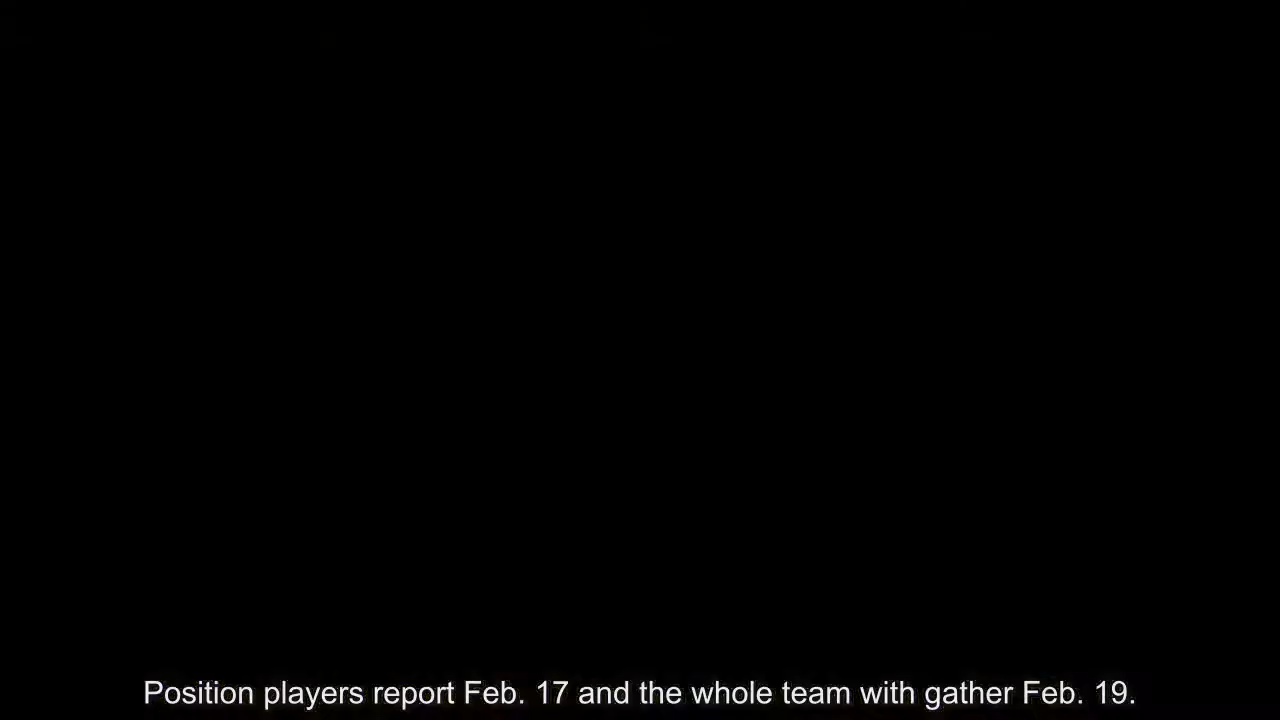 Position players report Feb. 17 and the whole team with gather Feb. 19.